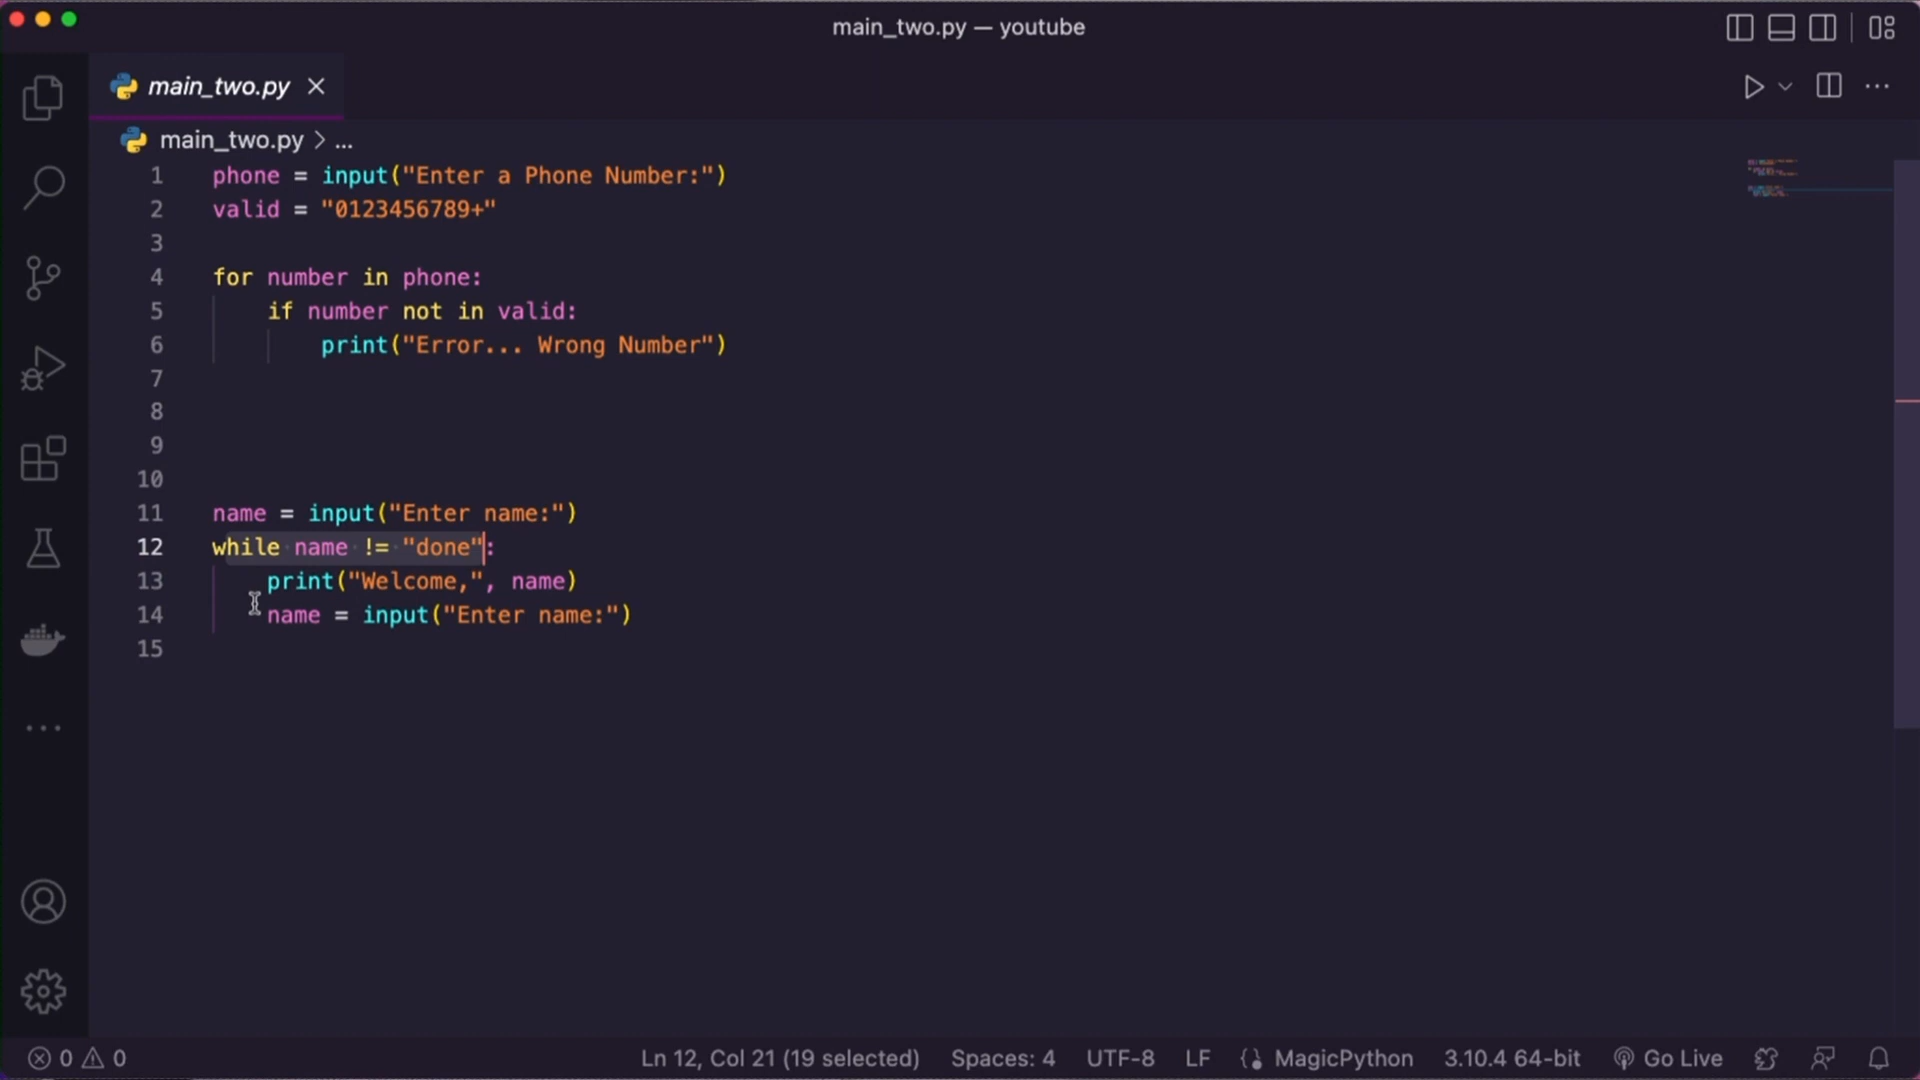 main_two.py — youtube
main_two.py
main_two.py > ...
1 phone = input("Enter a Phone Number:")
2 valid = "0123456789+"
3
4 for number in phone:
5     if number not in valid:
6         print("Error... Wrong Number")
7
8
9
10
11 name = input("Enter name:")
12 while name != "done":
13     print("Welcome,", name)
14     name = input("Enter name:")
15
0 0 Ln 12, Col 21 (19 selected) Spaces: 4 UTF-8 LF MagicPython 3.10.4 64-bit Go Live